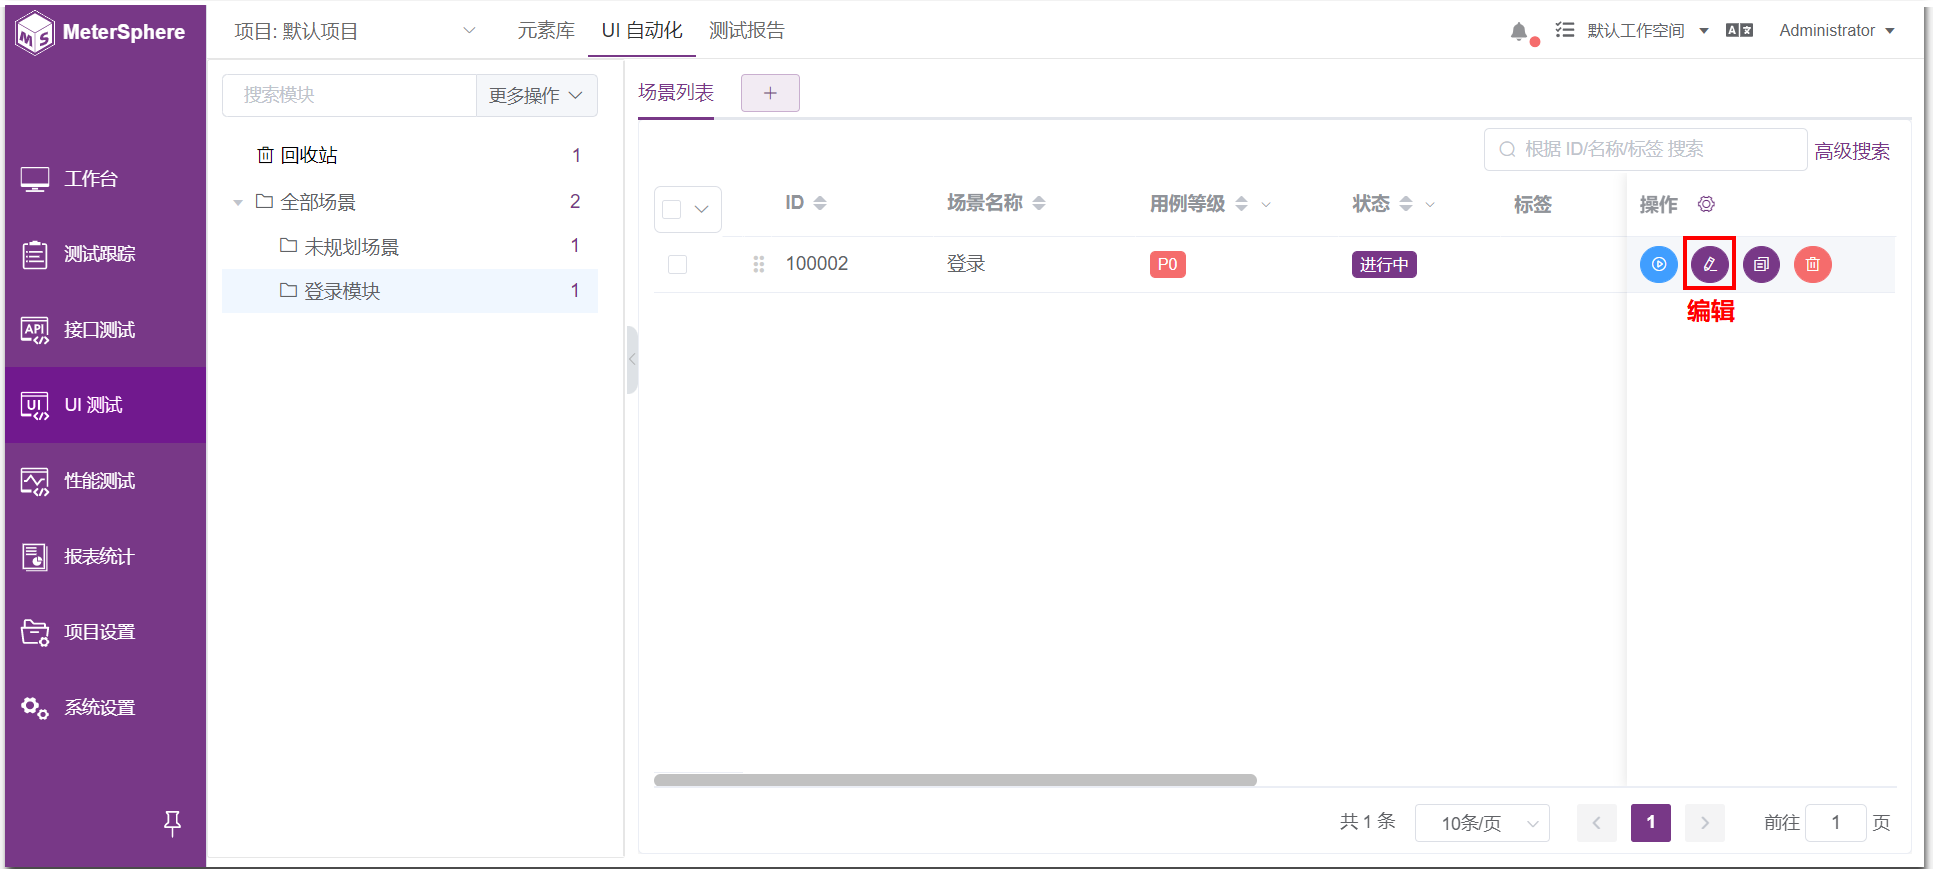 MeterSphere
项目: 默认项目
元素库
UI 自动化
测试报告
默认工作空间
Administrator
工作台
测试跟踪
接口测试
UI 测试
性能测试
报表统计
项目设置
系统设置
搜索模块
更多操作
回收站 1
全部场景 2
未规划场景 1
登录模块 1
场景列表
+
根据 ID/名称/标签 搜索
高级搜索
ID 场景名称 用例等级 状态 标签 操作
100002 登录 P0 进行中
编辑
共 1 条 10条/页 1 前往 1 页